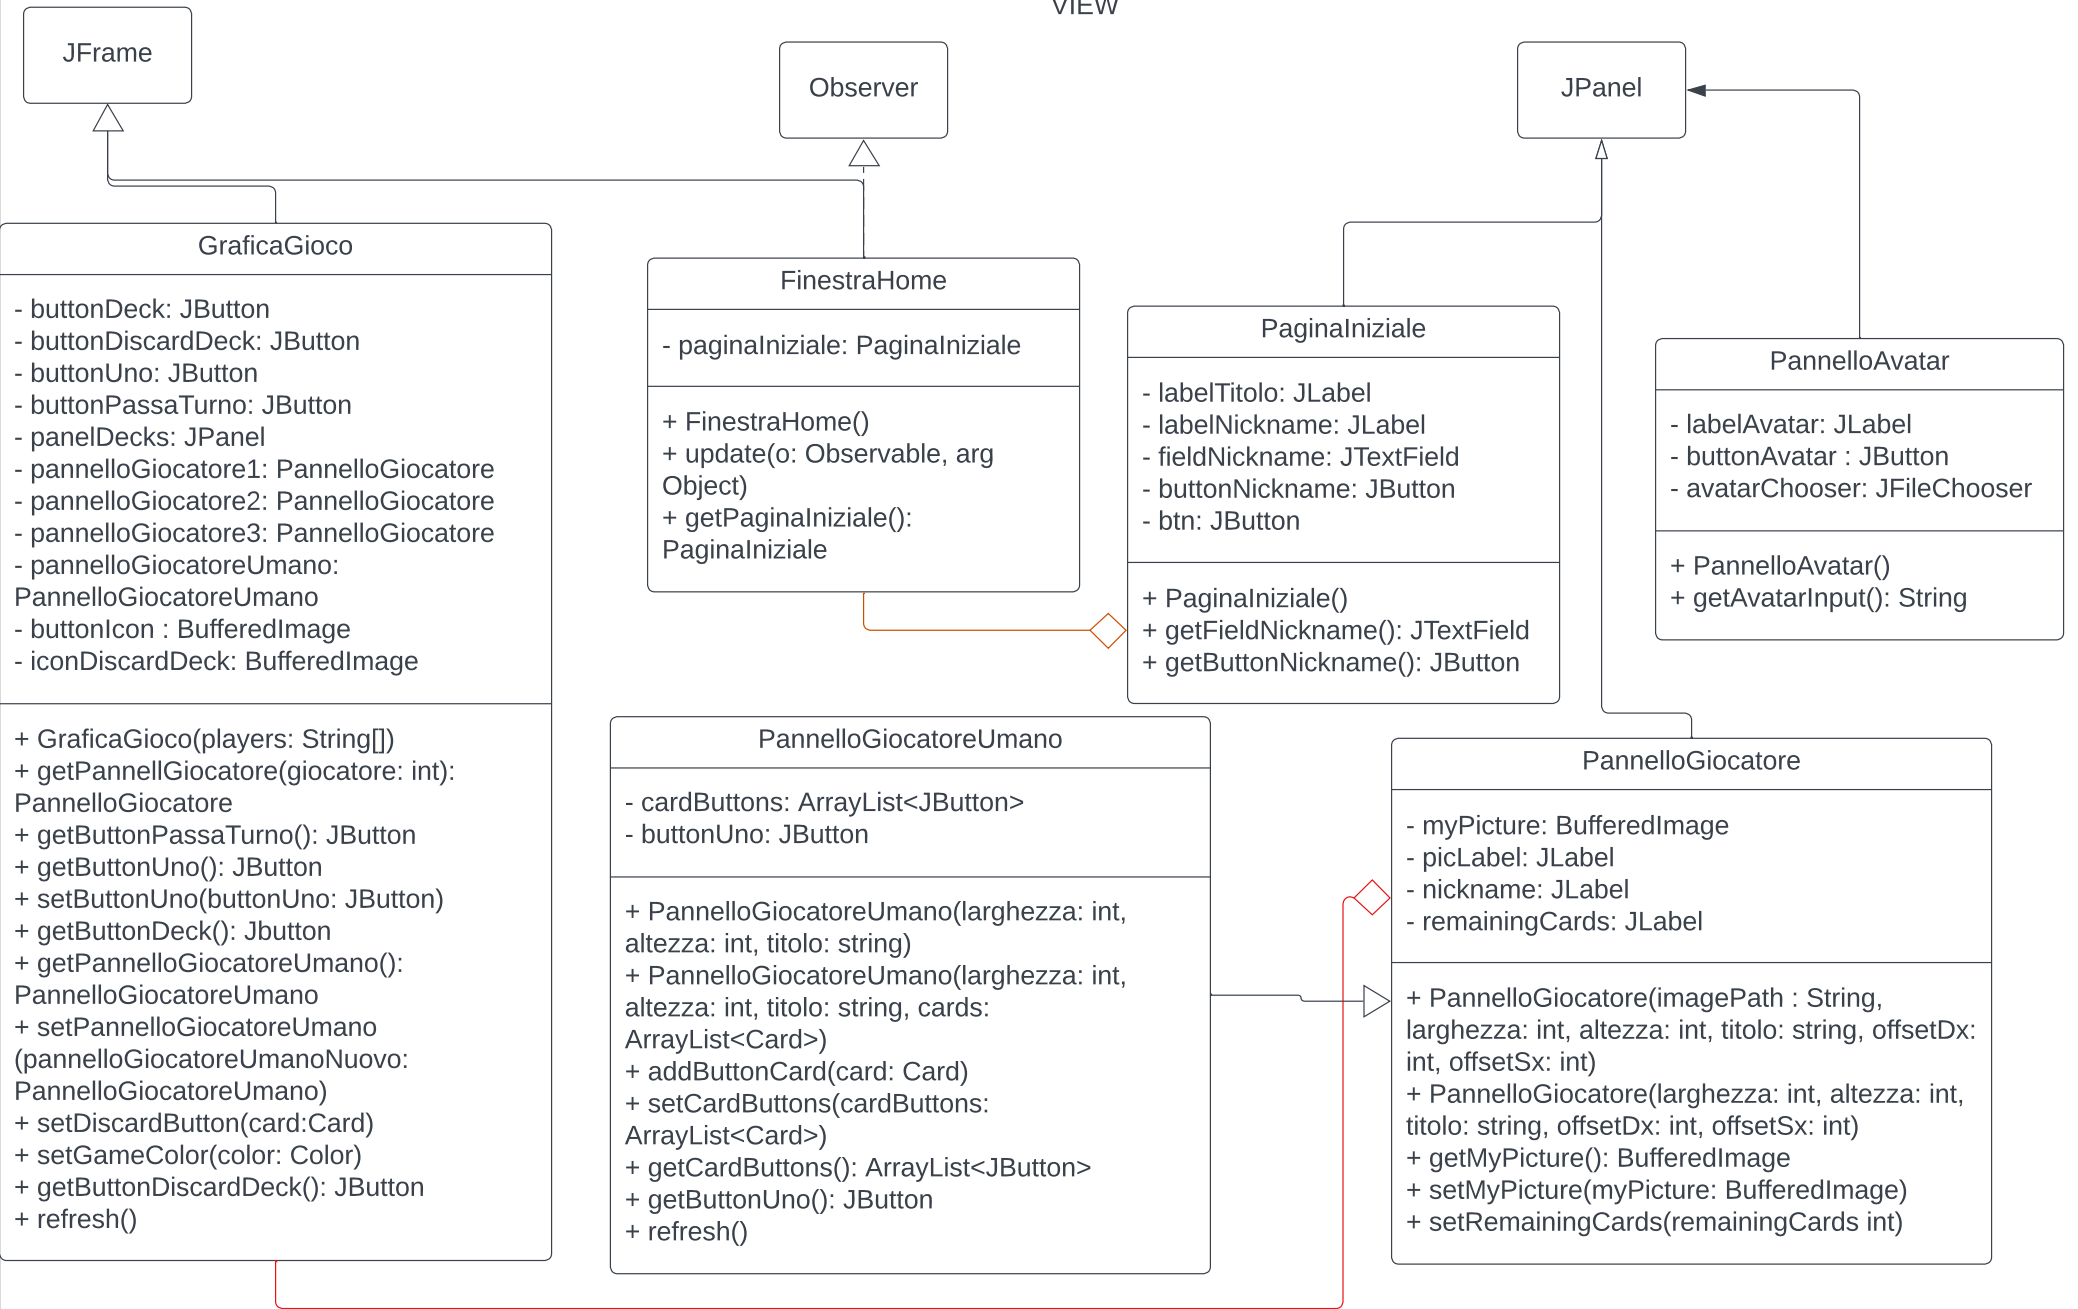 VIEW
JFrame
Observer
JPanel
GraficaGioco
- buttonDeck: JButton
- buttonDiscardDeck: JButton
- buttonUno: JButton
- buttonPassaTurno: JButton
- panelDecks: JPanel
- pannelloGiocatore1: PannelloGiocatore
- pannelloGiocatore2: PannelloGiocatore
- pannelloGiocatore3: PannelloGiocatore
- pannelloGiocatoreUmano:
PannelloGiocatoreUmano
- buttonIcon : BufferedImage
- iconDiscardDeck: BufferedImage
+ GraficaGioco(players: String[])
+ getPannellGiocatore(giocatore: int):
PannelloGiocatore
+ getButtonPassaTurno(): JButton
+ getButtonUno(): JButton
+ setButtonUno(buttonUno: JButton)
+ getButtonDeck(): Jbutton
+ getPannelloGiocatoreUmano():
PannelloGiocatoreUmano
+ setPannelloGiocatoreUmano
(pannelloGiocatoreUmanoNuovo:
PannelloGiocatoreUmano)
+ setDiscardButton(card:Card)
+ setGameColor(color: Color)
+ getButtonDiscardDeck(): JButton
+ refresh()
FinestraHome
- paginaIniziale: PaginaIniziale
+ FinestraHome()
+ update(o: Observable, arg
Object)
+ getPaginaIniziale():
PaginaIniziale
PaginaIniziale
- labelTitolo: JLabel
- labelNickname: JLabel
- fieldNickname: JTextField
- buttonNickname: JButton
- btn: JButton
+ PaginaIniziale()
+ getFieldNickname(): JTextField
+ getButtonNickname(): JButton
PannelloAvatar
- labelAvatar: JLabel
- buttonAvatar : JButton
- avatarChooser: JFileChooser
+ PannelloAvatar()
+ getAvatarInput(): String
PannelloGiocatoreUmano
- cardButtons: ArrayList<JButton>
- buttonUno: JButton
+ PannelloGiocatoreUmano(larghezza: int,
altezza: int, titolo: string)
+ PannelloGiocatoreUmano(larghezza: int,
altezza: int, titolo: string, cards:
ArrayList<Card>)
+ addButtonCard(card: Card)
+ setCardButtons(cardButtons:
ArrayList<Card>)
+ getCardButtons(): ArrayList<JButton>
+ getButtonUno(): JButton
+ refresh()
PannelloGiocatore
- myPicture: BufferedImage
- picLabel: JLabel
- nickname: JLabel
- remainingCards: JLabel
+ PannelloGiocatore(imagePath : String,
larghezza: int, altezza: int, titolo: string, offsetDx:
int, offsetSx: int)
+ PannelloGiocatore(larghezza: int, altezza: int,
titolo: string, offsetDx: int, offsetSx: int)
+ getMyPicture(): BufferedImage
+ setMyPicture(myPicture: BufferedImage)
+ setRemainingCards(remainingCards int)